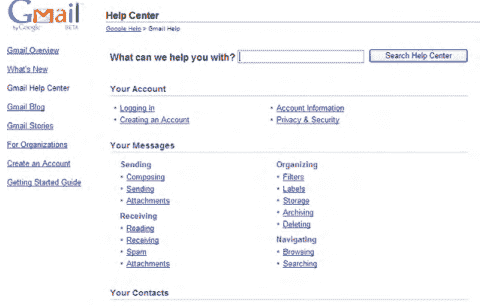 Gmail
by Google BETA
Gmail Overview
What's New
Gmail Help Center
Gmail Blog
Gmail Stories
For Organizations
Create an Account
Getting Started Guide
Help Center
Google Help > Gmail Help
What can we help you with? Search Help Center
Your Account
• Logging in
• Creating an Account
• Account Information
• Privacy & Security
Your Messages
Sending
• Composing
• Sending
• Attachments
Receiving
• Reading
• Receiving
• Spam
• Attachments
Organizing
• Filters
• Labels
• Storage
• Archiving
• Deleting
Navigating
• Browsing
• Searching
Your Contacts